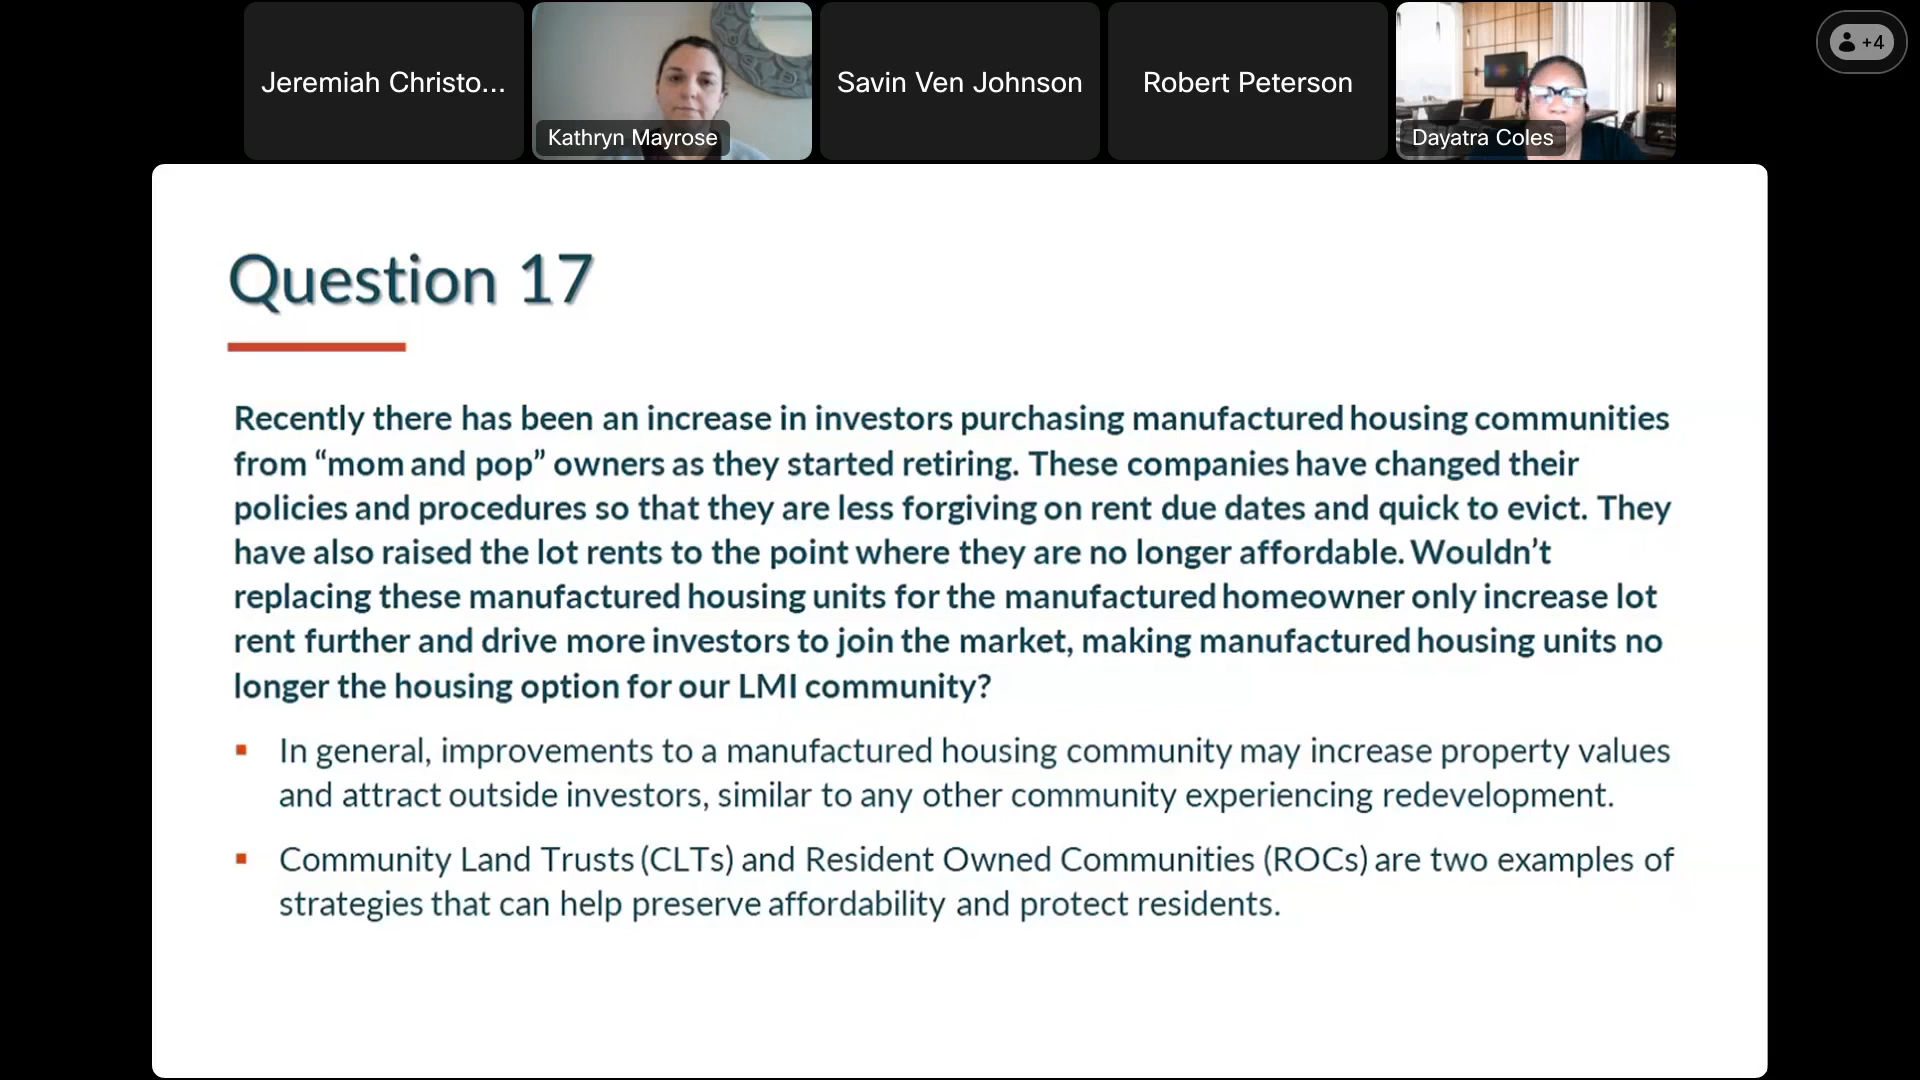 Jeremiah Christo...
Kathryn Mayrose
Savin Ven Johnson
Robert Peterson
Dayatra Coles
+4
Question 17
Recently there has been an increase in investors purchasing manufactured housing communities
from “mom and pop” owners as they started retiring. These companies have changed their
policies and procedures so that they are less forgiving on rent due dates and quick to evict. They
have also raised the lot rents to the point where they are no longer affordable. Wouldn’t
replacing these manufactured housing units for the manufactured homeowner only increase lot
rent further and drive more investors to join the market, making manufactured housing units no
longer the housing option for our LMI community?
▪ In general, improvements to a manufactured housing community may increase property values
and attract outside investors, similar to any other community experiencing redevelopment.
▪ Community Land Trusts (CLTs) and Resident Owned Communities (ROCs) are two examples of
strategies that can help preserve affordability and protect residents.